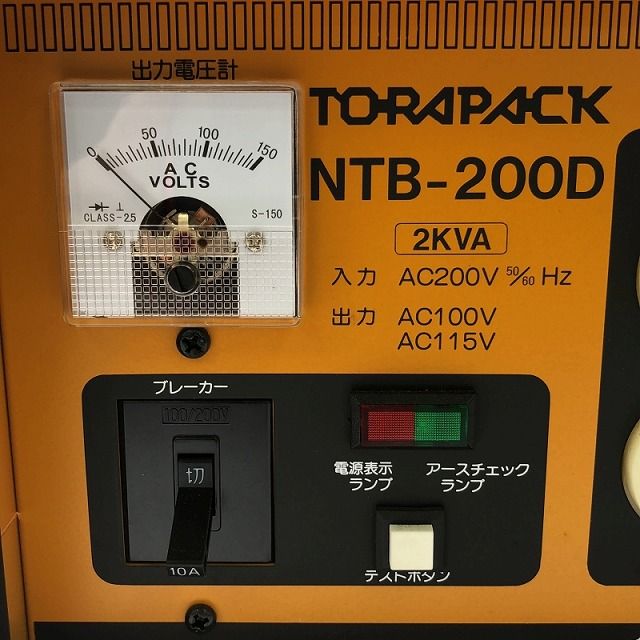 出力電圧計
TORAPACK
0 50 100 150
AC
VOLTS
CLASS-2.5
S-150
NTB-200D
2KVA
入力 AC200V 50/60 Hz
出力 AC100V
AC115V
ブレーカー
100/200V
切
10A
電源表示
ランプ
アースチェック
ランプ
テストボタン